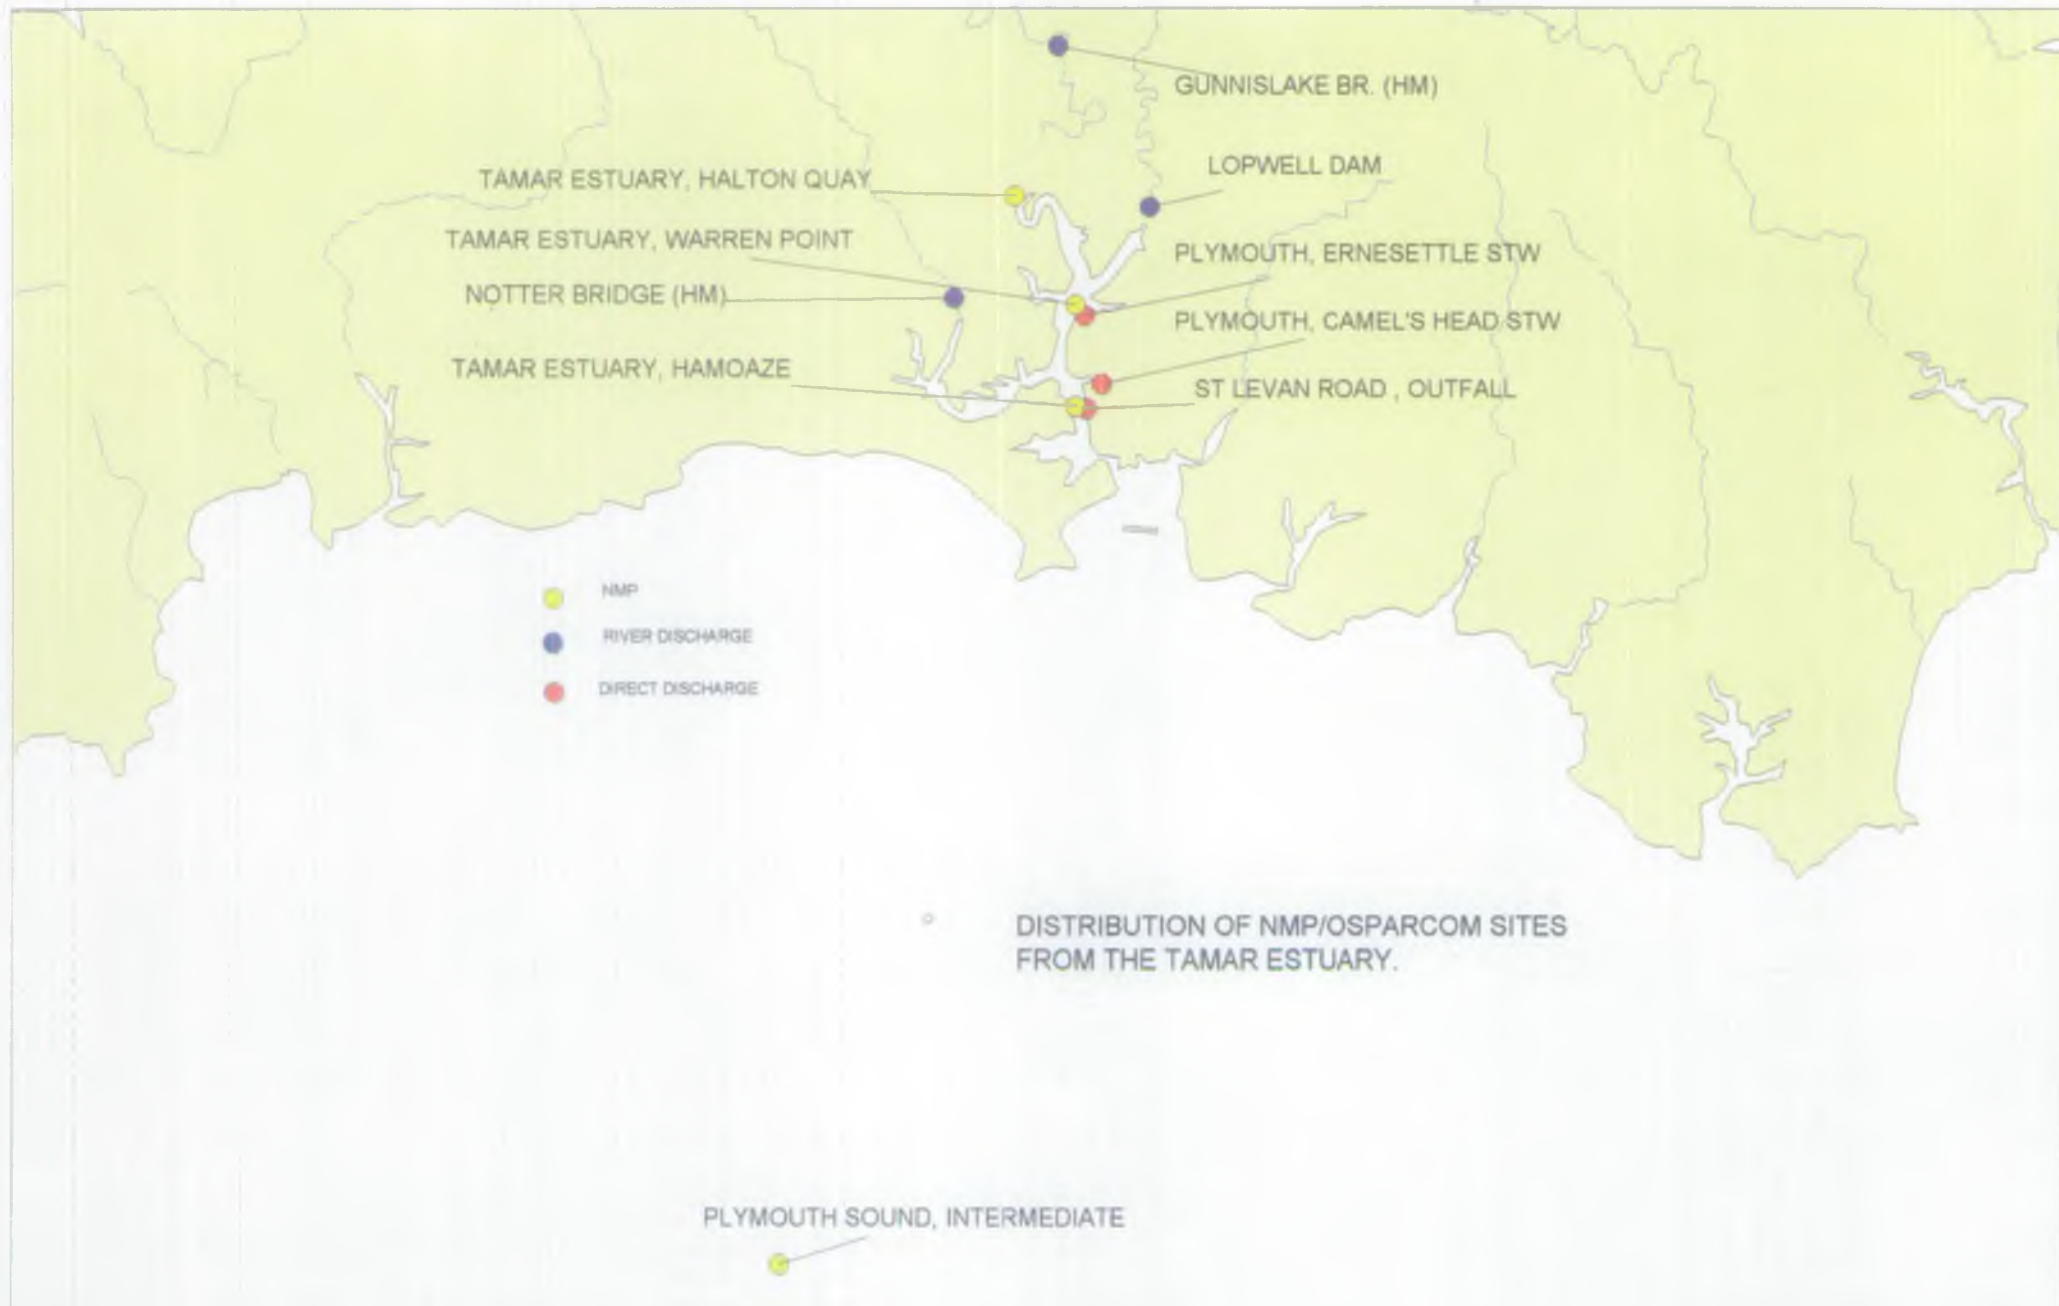 GUNNISLAKE BR. (HM)
LOPWELL DAM
TAMAR ESTUARY, HALTON QUAY
TAMAR ESTUARY, WARREN POINT
PLYMOUTH, ERNESETTLE STW
NOTTER BRIDGE (HM)
PLYMOUTH, CAMEL'S HEAD STW
TAMAR ESTUARY, HAMOAZE
ST LEVAN ROAD , OUTFALL
NMP
RIVER DISCHARGE
DIRECT DISCHARGE
DISTRIBUTION OF NMP/OSPARCOM SITES
FROM THE TAMAR ESTUARY.
PLYMOUTH SOUND, INTERMEDIATE